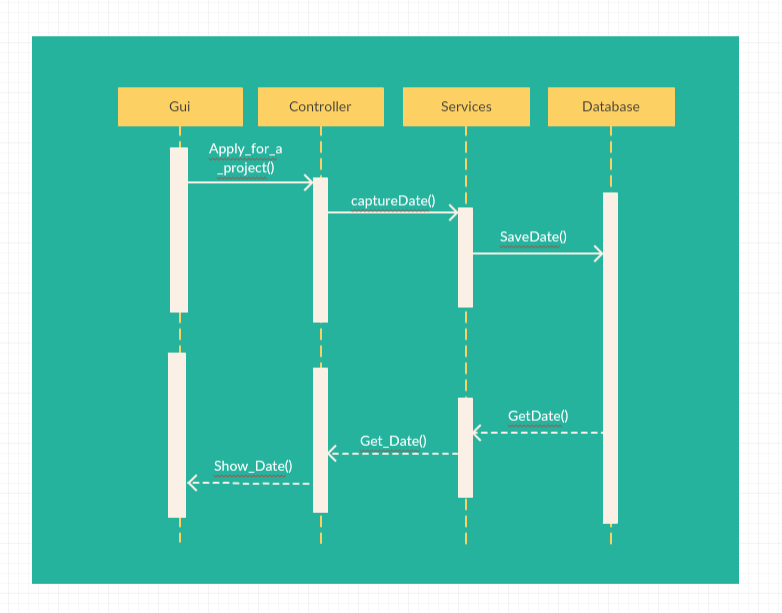 Gui
Controller
Services
Database
Apply_for_a
_project()
captureDate()
SaveDate()
GetDate()
Get_Date()
Show_Date()